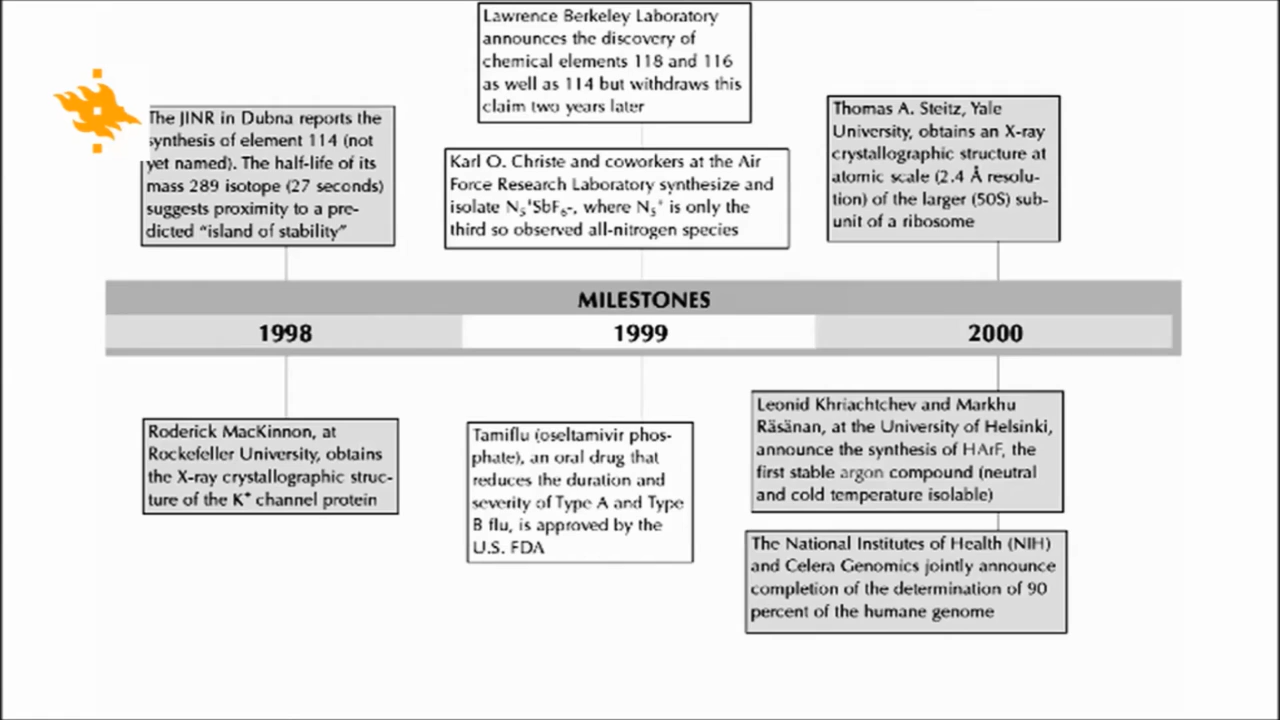 Lawrence Berkeley Laboratory
announces the discovery of
chemical elements 118 and 116
as well as 114 but withdraws this
claim two years later
The JINR in Dubna reports the
synthesis of element 114 (not
yet named). The half-life of its
mass 289 isotope (27 seconds)
suggests proximity to a pre-
dicted “island of stability”
Karl O. Christe and coworkers at the Air
Force Research Laboratory synthesize and
isolate N₅⁺SbF₆-, where N₅⁺ is only the
third so observed all-nitrogen species
Thomas A. Steitz, Yale
University, obtains an X-ray
crystallographic structure at
atomic scale (2.4 Å resolu-
tion) of the larger (50S) sub-
unit of a ribosome
MILESTONES
1998 1999 2000
Roderick MacKinnon, at
Rockefeller University, obtains
the X-ray crystallographic struc-
ture of the K⁺ channel protein
Tamiflu (oseltamivir phos-
phate), an oral drug that
reduces the duration and
severity of Type A and Type
B flu, is approved by the
U.S. FDA
Leonid Khriachtchev and Markhu
Räsänan, at the University of Helsinki,
announce the synthesis of HArF, the
first stable argon compound (neutral
and cold temperature isolable)
The National Institutes of Health (NIH)
and Celera Genomics jointly announce
completion of the determination of 90
percent of the humane genome